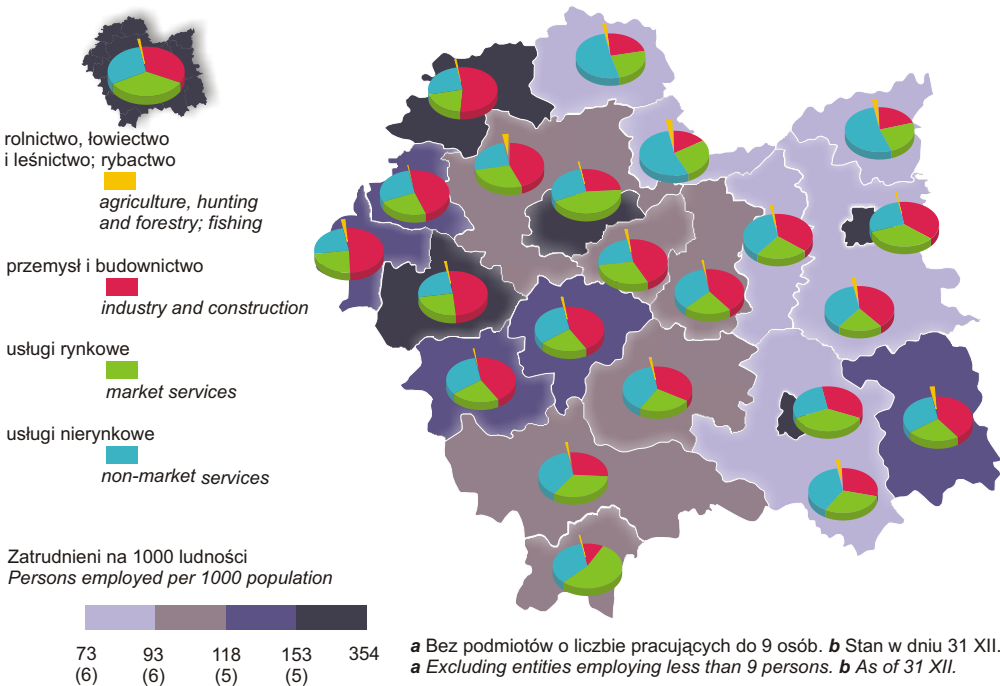 rolnictwo, łowiectwo
i leśnictwo; rybactwo
agriculture, hunting
and forestry; fishing
przemysł i budownictwo
industry and construction
usługi rynkowe
market services
usługi nierynkowe
non-market services
Zatrudnieni na 1000 ludności
Persons employed per 1000 population
73 93 118 153 354
(6) (6) (5) (5)
a Bez podmiotów o liczbie pracujących do 9 osób. b Stan w dniu 31 XII.
a Excluding entities employing less than 9 persons. b As of 31 XII.